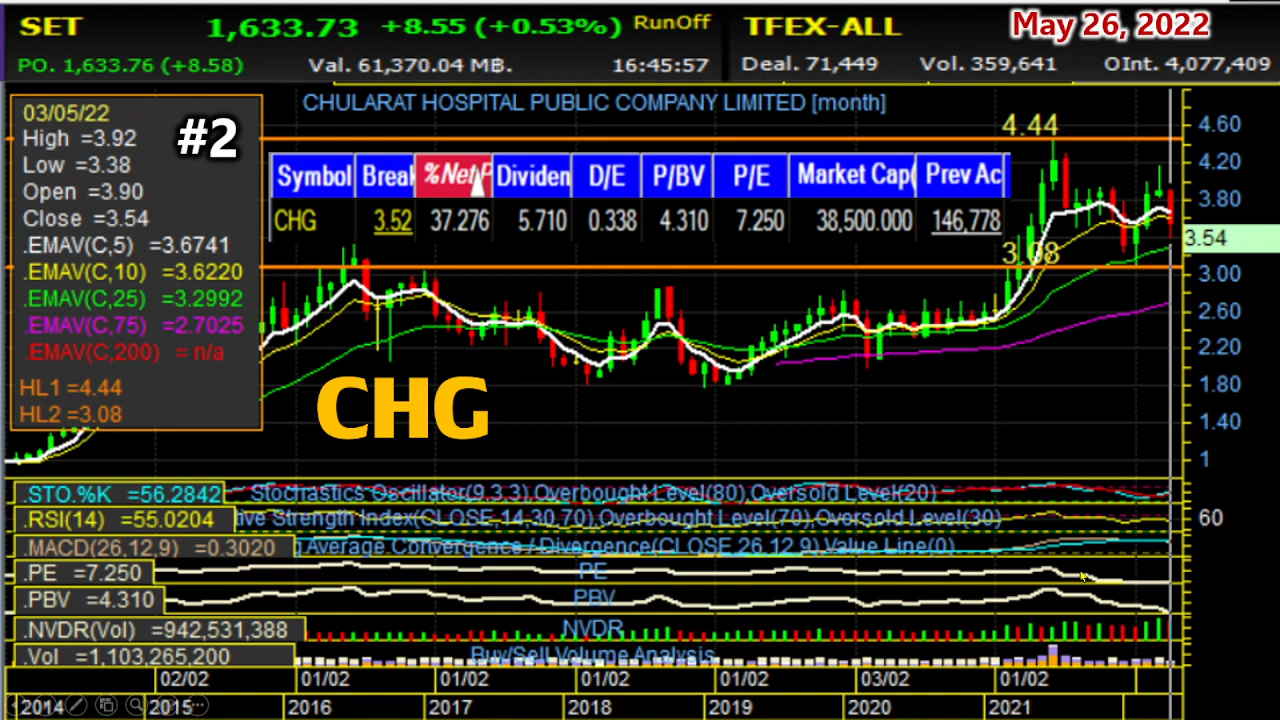 SET 1,633.73 +8.55 (+0.53%) RunOff TFEX-ALL May 26, 2022
PO. 1,633.76 (+8.58) Val. 61,370.04 MB. 16:45:57 Deal. 71,449 Vol. 359,641 OInt. 4,077,409
CHULARAT HOSPITAL PUBLIC COMPANY LIMITED [month]
03/05/22
High =3.92
Low =3.38
Open =3.90
Close =3.54
.EMAV(C,5) =3.6741
.EMAV(C,10) =3.6220
.EMAV(C,25) =3.2992
.EMAV(C,75) =2.7025
.EMAV(C,200) = n/a
HL1 =4.44
HL2 =3.08
#2
Symbol Break %Net P Dividen D/E P/BV P/E Market Cap( Prev Ac
CHG 3.52 37.276 5.710 0.338 4.310 7.250 38,500.000 146,778
4.44
3.08
4.60
4.20
3.80
3.54
3.00
2.60
2.20
1.80
1.40
1
CHG
.STO.%K =56.2842 Stochastics Oscillator(9,3,3),Overbought Level(80),Oversold Level(20)
.RSI(14) =55.0204 tive Strength Index(CLOSE,14,30,70),Overbought Level(70),Oversold Level(30) 60
.MACD(26,12,9) =0.3020 g Average Convergence / Divergence(CLOSE,26,12,9),Value Line(0)
.PE =7.250 PE
.PBV =4.310 PBV
.NVDR(Vol) =942,531,388 NVDR
.Vol =1,103,265,200 Buy/Sell Volume Analysis
02/02 01/02 01/02 01/02 01/02 03/02 01/02
2014 2015 2016 2017 2018 2019 2020 2021